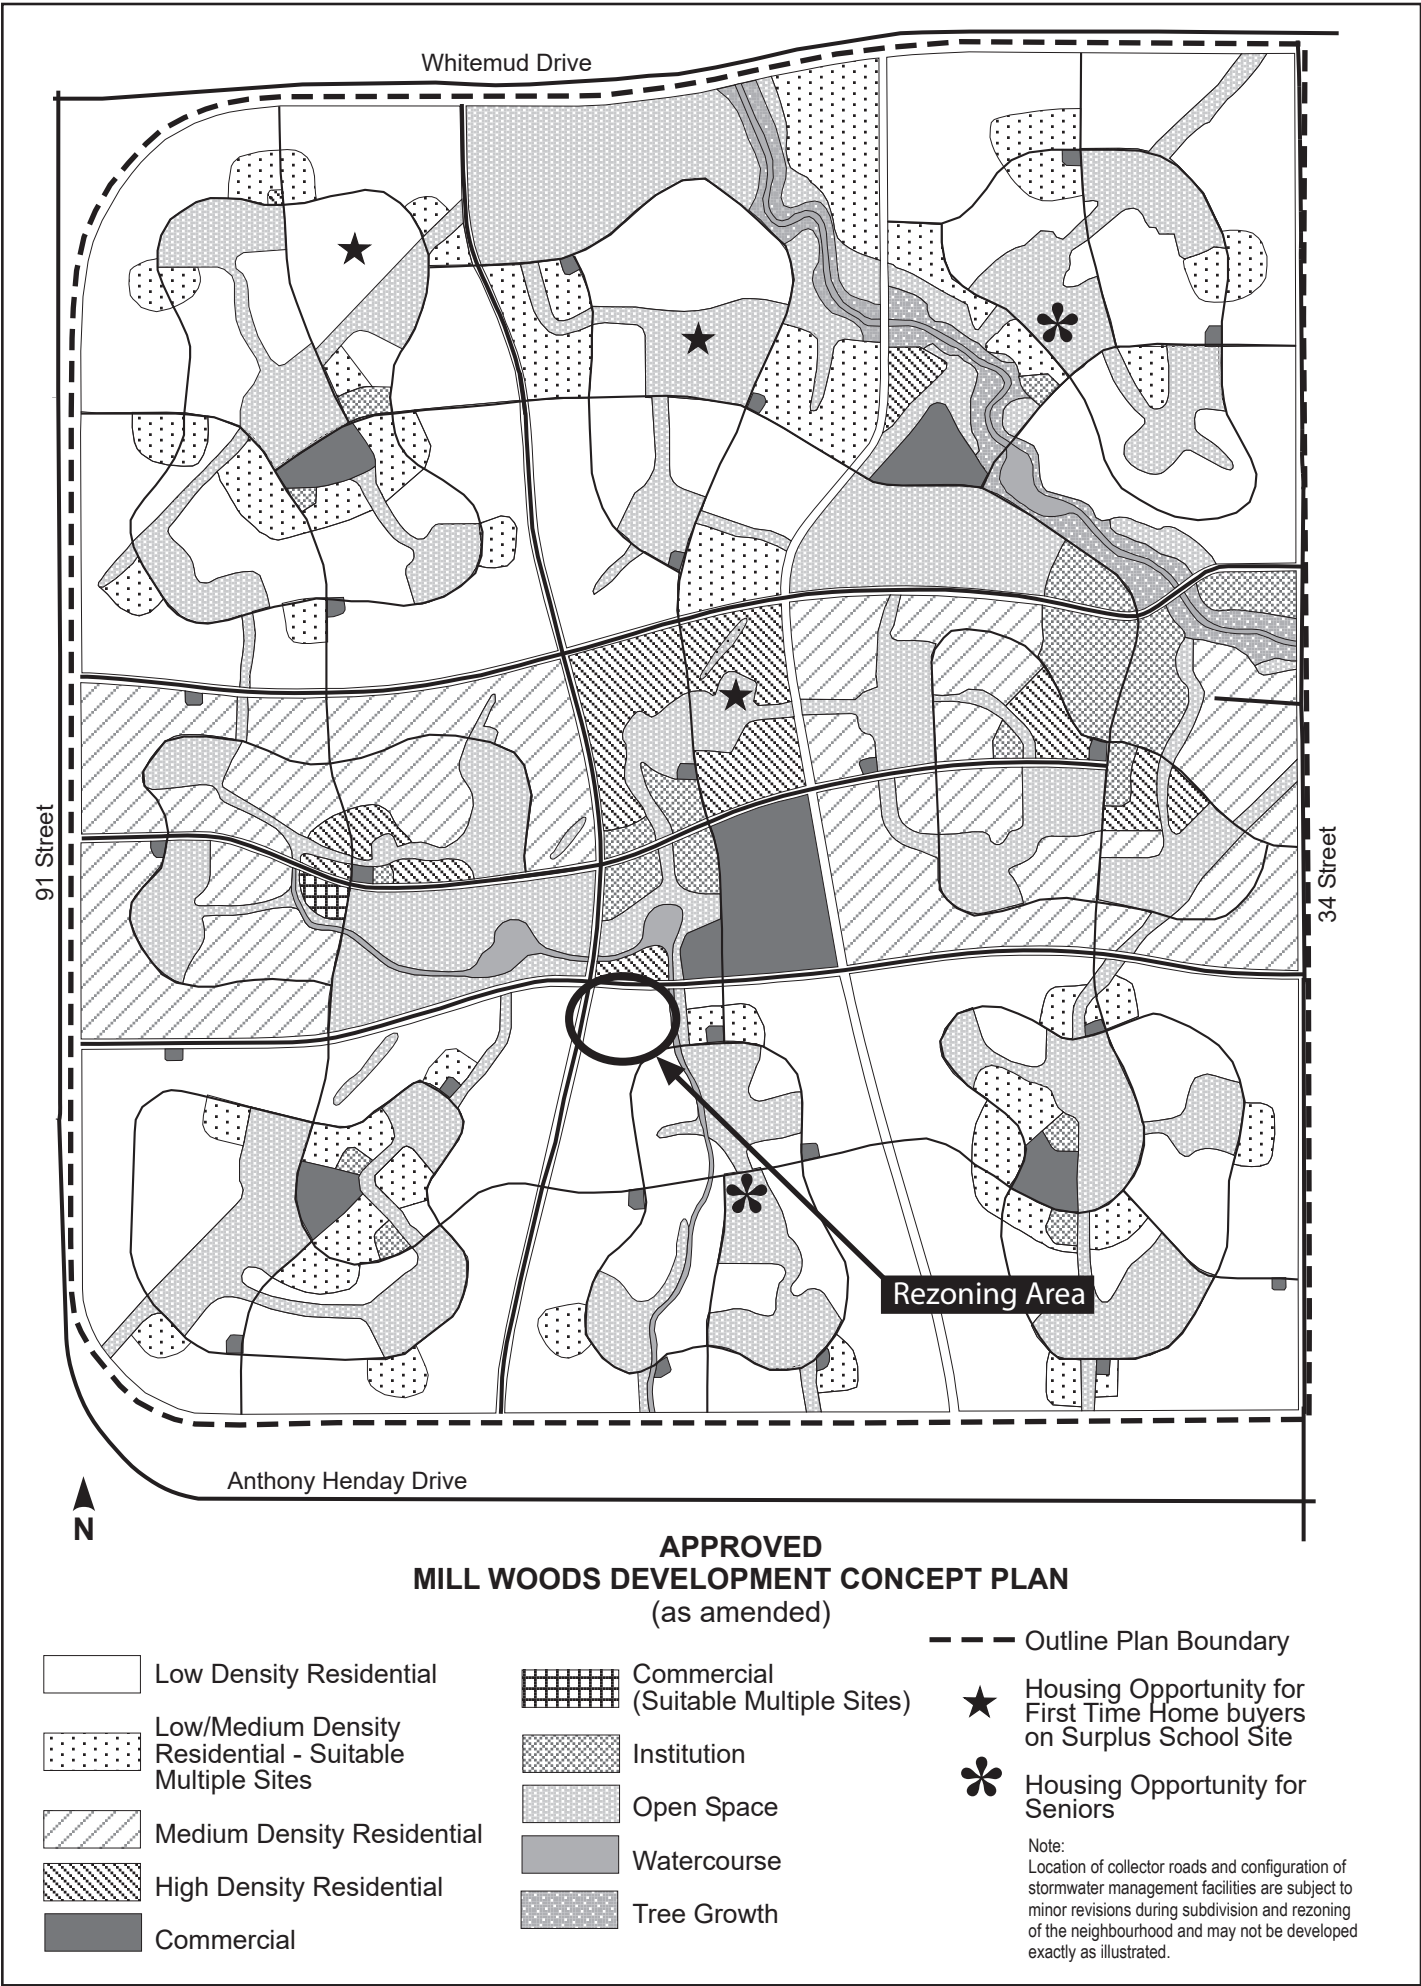 Whitemud Drive
91 Street
34 Street
Rezoning Area
Anthony Henday Drive
N
APPROVED
MILL WOODS DEVELOPMENT CONCEPT PLAN
(as amended)
Low Density Residential
Low/Medium Density
Residential - Suitable
Multiple Sites
Medium Density Residential
High Density Residential
Commercial
Commercial
(Suitable Multiple Sites)
Institution
Open Space
Watercourse
Tree Growth
Outline Plan Boundary
Housing Opportunity for
First Time Home buyers
on Surplus School Site
Housing Opportunity for
Seniors
Note:
Location of collector roads and configuration of
stormwater management facilities are subject to
minor revisions during subdivision and rezoning
of the neighbourhood and may not be developed
exactly as illustrated.